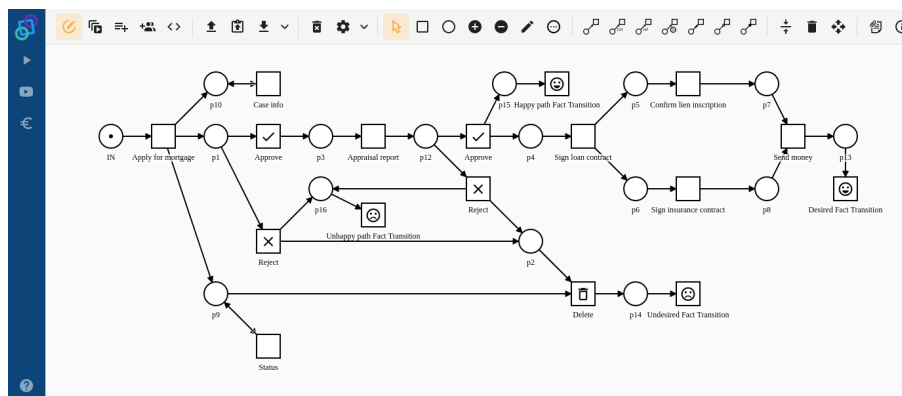 p10
Case info
p15
Happy path Fact Transition
p5
Confirm lien inscription
p7
IN
Apply for mortgage
p1
Approve
p3
Appraisal report
p12
Approve
p4
Sign loan contract
Send money
p13
p16
Unhappy path Fact Transition
Reject
p6
Sign insurance contract
p8
Desired Fact Transition
Reject
p2
p9
Delete
p14
Undesired Fact Transition
Status